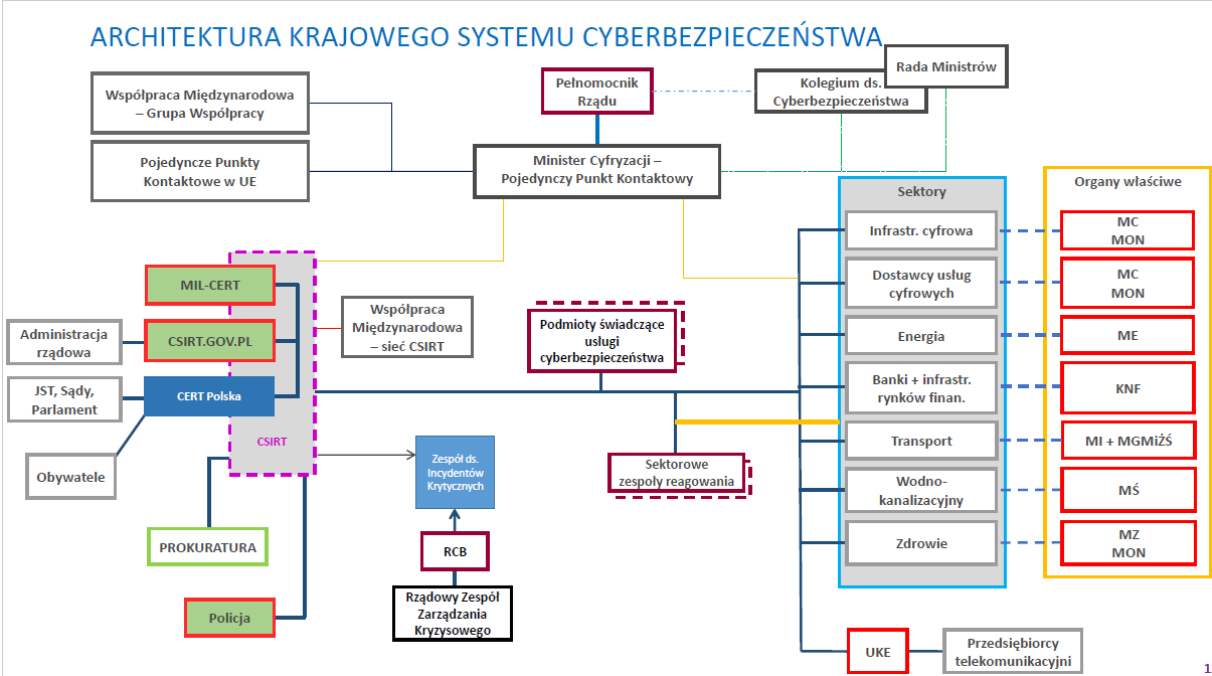 ARCHITEKTURA KRAJOWEGO SYSTEMU CYBERBEZPIECZEŃSTWA
Współpraca Międzynarodowa
– Grupa Współpracy
Pojedyncze Punkty
Kontaktowe w UE
Pełnomocnik
Rządu
Kolegium ds.
Cyberbezpieczeństwa
Rada Ministrów
Minister Cyfryzacji –
Pojedynczy Punkt Kontaktowy
MIL-CERT
CSIRT.GOV.PL
CERT Polska
CSIRT
Administracja
rządowa
JST, Sądy,
Parlament
Obywatele
PROKURATURA
Policja
Współpraca
Międzynarodowa
– sieć CSIRT
Zespół ds.
Incydentów
Krytycznych
RCB
Rządowy Zespół
Zarządzania
Kryzysowego
Podmioty świadczące
usługi
cyberbezpieczeństwa
Sektorowe
zespoły reagowania
Sektory
Infrastr. cyfrowa
Dostawcy usług
cyfrowych
Energia
Banki + infrastr.
rynków finan.
Transport
Wodno-
kanalizacyjny
Zdrowie
Organy właściwe
MC
MON
MC
MON
ME
KNF
MI + MGMiŻŚ
MŚ
MZ
MON
UKE
Przedsiębiorcy
telekomunikacyjni
1